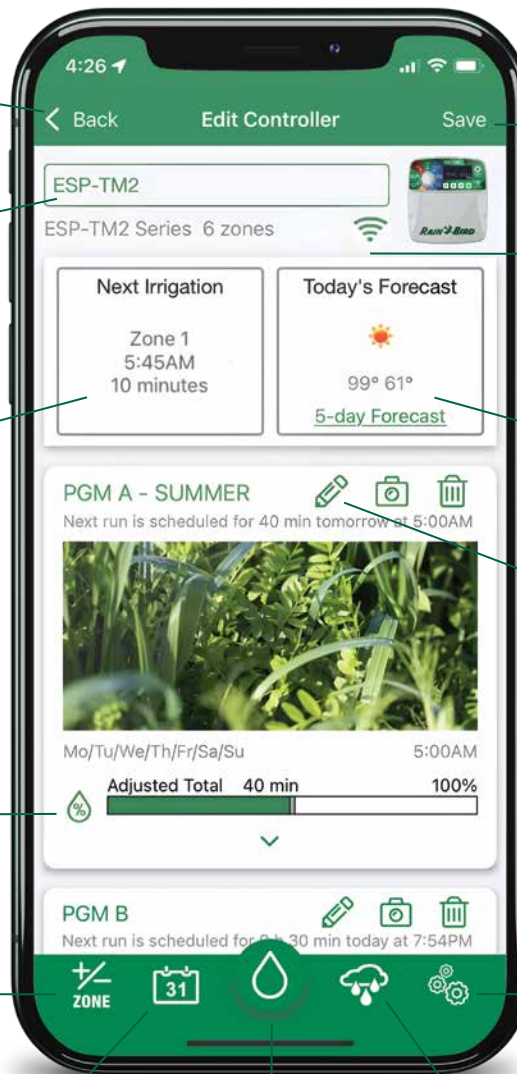 4:26
Back Edit Controller Save
ESP-TM2
ESP-TM2 Series 6 zones
RAIN BIRD
Next Irrigation
Zone 1
5:45AM
10 minutes
Today's Forecast
99° 61°
5-day Forecast
PGM A - SUMMER
Next run is scheduled for 40 min tomorrow at 5:00AM
Mo/Tu/We/Th/Fr/Sa/Su 5:00AM
Adjusted Total 40 min 100%
%
PGM B
Next run is scheduled for h 30 min today at 7:54PM
+/-
ZONE
31